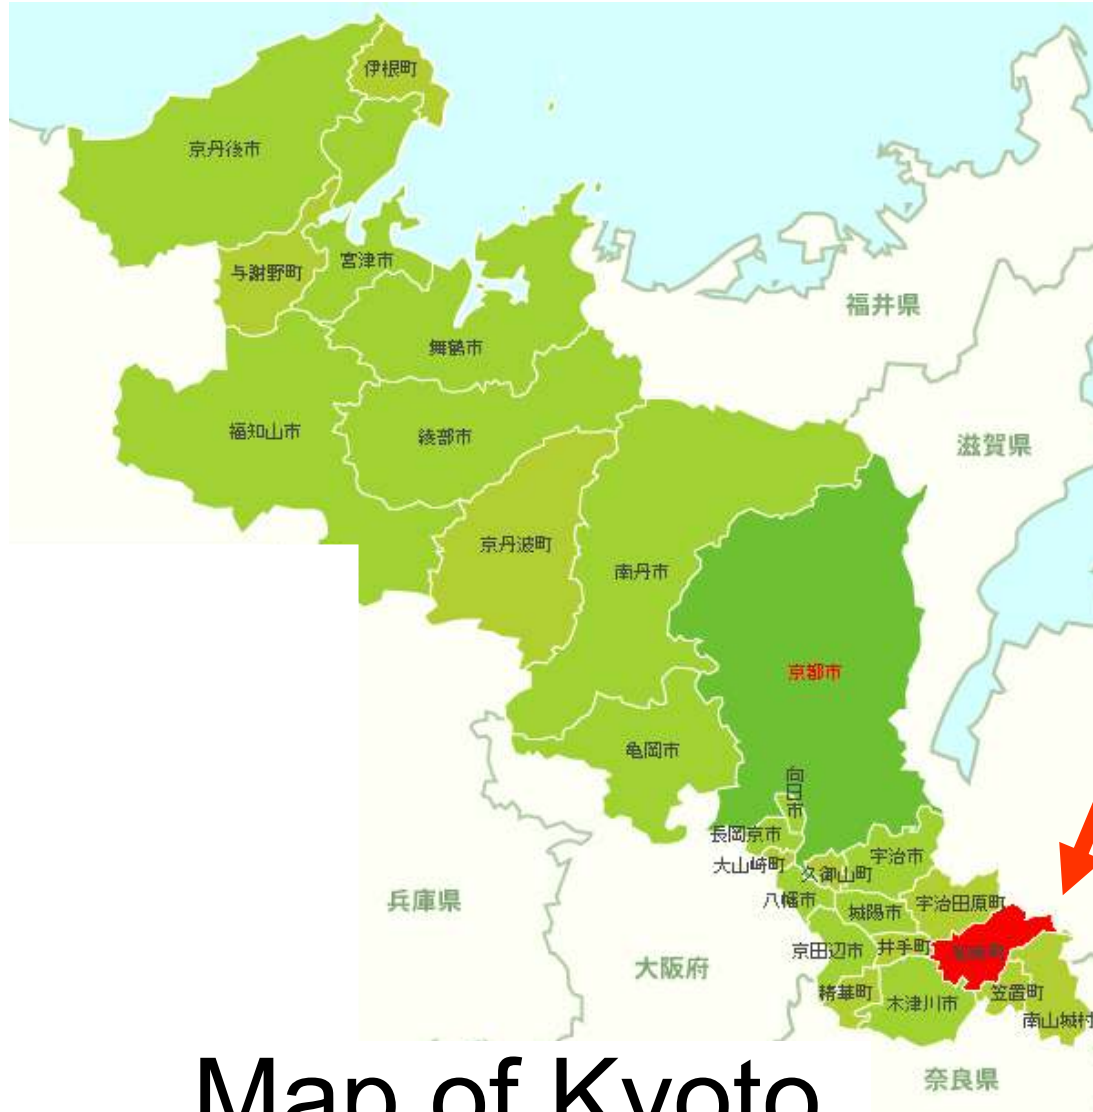 伊根町
京丹後市
宮津市
与謝野町
福井県
舞鶴市
福知山市
綾部市
滋賀県
京丹波町
南丹市
京都市
亀岡市
向日市
長岡京市
大山崎町
宇治市
久御山町
八幡市
兵庫県
城陽市
宇治田原町
京田辺市
井手町
大阪府
精華町
木津川市
笠置町
南山城村
Map of Kyoto
奈良県